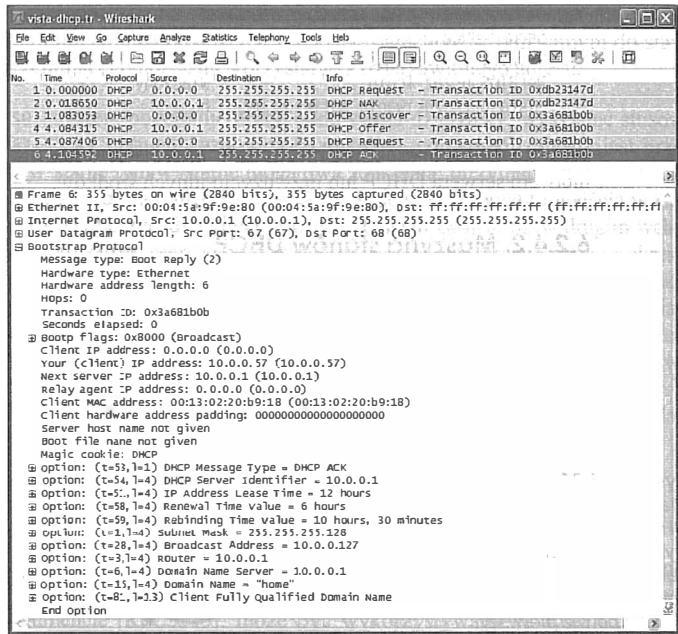 vista-dhcp.tr - Wireshark
File Edit View Go Capture Analyze Statistics Telephony Tools Help
No. Time Protocol Source Destination Info
1 0.000000 DHCP 0.0.0.0 255.255.255.255 DHCP Request - Transaction ID 0xdb23147d
2 0.018650 DHCP 10.0.0.1 255.255.255.255 DHCP NAK - Transaction ID 0xdb23147d
3 1.083053 DHCP 0.0.0.0 255.255.255.255 DHCP Discover - Transaction ID 0x3a681b0b
4 4.084315 DHCP 10.0.0.1 255.255.255.255 DHCP Offer - Transaction ID 0x3a681b0b
5 4.087406 DHCP 0.0.0.0 255.255.255.255 DHCP Request - Transaction ID 0x3a681b0b
6 4.104592 DHCP 10.0.0.1 255.255.255.255 DHCP ACK - Transaction ID 0x3a681b0b
Frame 6: 355 bytes on wire (2840 bits), 355 bytes captured (2840 bits)
Ethernet II, Src: 00:04:5a:9f:9e:80 (00:04:5a:9f:9e:80), Dst: ff:ff:ff:ff:ff:ff (ff:ff:ff:ff:ff:ff
Internet Protocol, Src: 10.0.0.1 (10.0.0.1), Dst: 255.255.255.255 (255.255.255.255)
User Datagram Protocol, Src Port: 67 (67), Dst Port: 68 (68)
Bootstrap Protocol
Message type: Boot Reply (2)
Hardware type: Ethernet
Hardware address length: 6
Hops: 0
Transaction ID: 0x3a681b0b
Seconds elapsed: 0
Bootp flags: 0x8000 (Broadcast)
Client IP address: 0.0.0.0 (0.0.0.0)
Your (client) IP address: 10.0.0.57 (10.0.0.57)
Next server IP address: 10.0.0.1 (10.0.0.1)
Relay agent IP address: 0.0.0.0 (0.0.0.0)
Client MAC address: 00:13:02:20:b9:18 (00:13:02:20:b9:18)
Client hardware address padding: 00000000000000000000
Server host name not given
Boot file name not given
Magic cookie: DHCP
Option: (t=53,l=1) DHCP Message Type = DHCP ACK
Option: (t=54,l=4) DHCP Server Identifier = 10.0.0.1
Option: (t=51,l=4) IP Address Lease Time = 12 hours
Option: (t=58,l=4) Renewal Time Value = 6 hours
Option: (t=59,l=4) Rebinding Time Value = 10 hours, 30 minutes
Option: (t=1,l=4) Subnet Mask = 255.255.255.128
Option: (t=28,l=4) Broadcast Address = 10.0.0.127
Option: (t=3,l=4) Router = 10.0.0.1
Option: (t=6,l=4) Domain Name Server = 10.0.0.1
Option: (t=15,l=4) Domain Name = "home"
Option: (t=81,l=13) Client Fully Qualified Domain Name
End Option